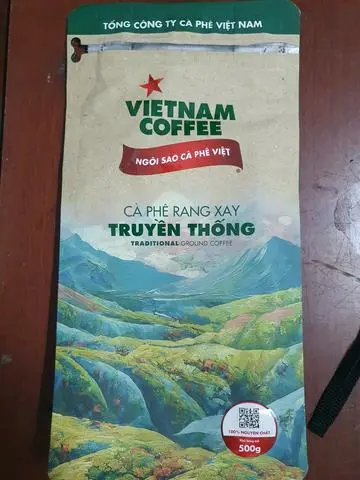 TỔNG CÔNG TY CÀ PHÊ VIỆT NAM
VIETNAM
COFFEE
NGÔI SAO CÀ PHÊ VIỆT
CÀ PHÊ RANG XAY
TRUYỀN THỐNG
TRADITIONAL GROUND COFFEE
100% NGUYÊN CHẤT
500g